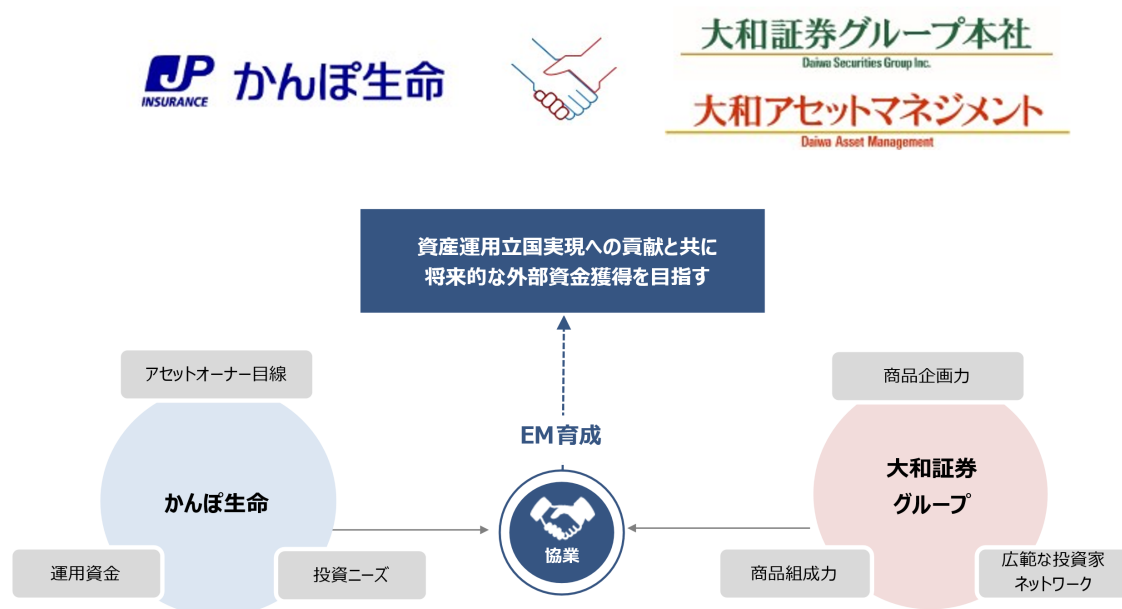 JP
INSURANCE
かんぽ生命
大和証券グループ本社
Daiwa Securities Group Inc.
大和アセットマネジメント
Daiwa Asset Management
資産運用立国実現への貢献と共に
将来的な外部資金獲得を目指す
アセットオーナー目線
商品企画力
EM育成
かんぽ生命
大和証券
グループ
協業
運用資金
投資ニーズ
商品組成力
広範な投資家
ネットワーク